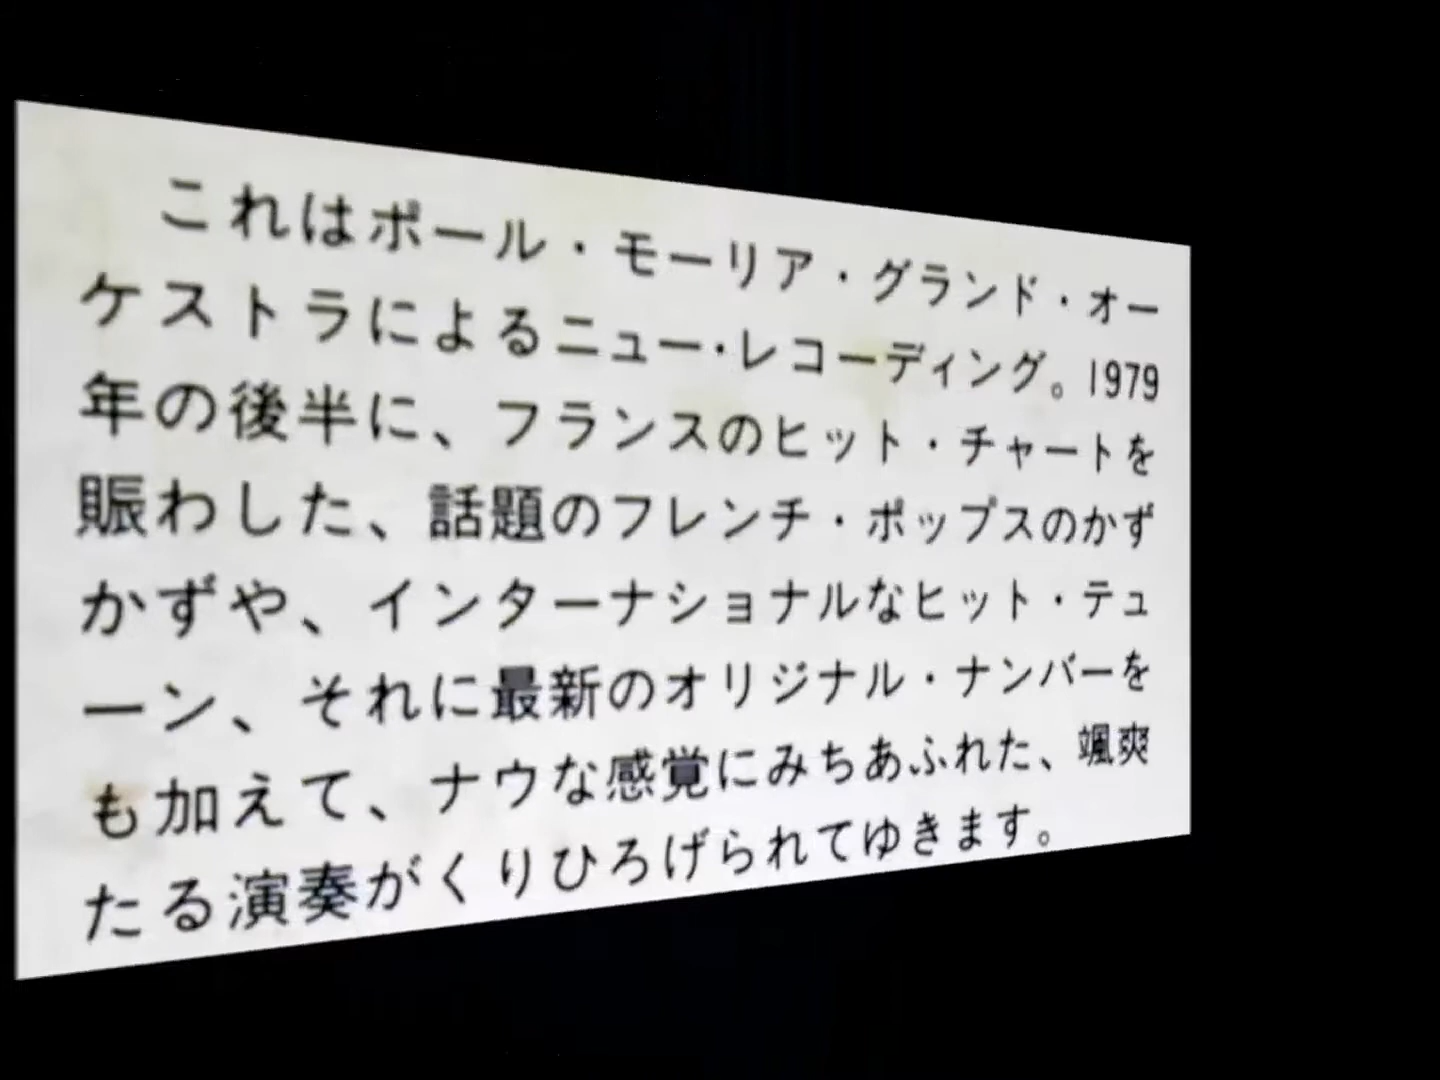 これはポール・モーリア・グランド・オー
ケストラによるニュー・レコーディング。1979
年の後半に、フランスのヒット・チャートを
賑わした、話題のフレンチ・ポップスのかず
かずや、インターナショナルなヒット・テュ
ーン、それに最新のオリジナル・ナンバーを
も加えて、ナウな感覚にみちあふれた、颯爽
たる演奏がくりひろげられてゆきます。